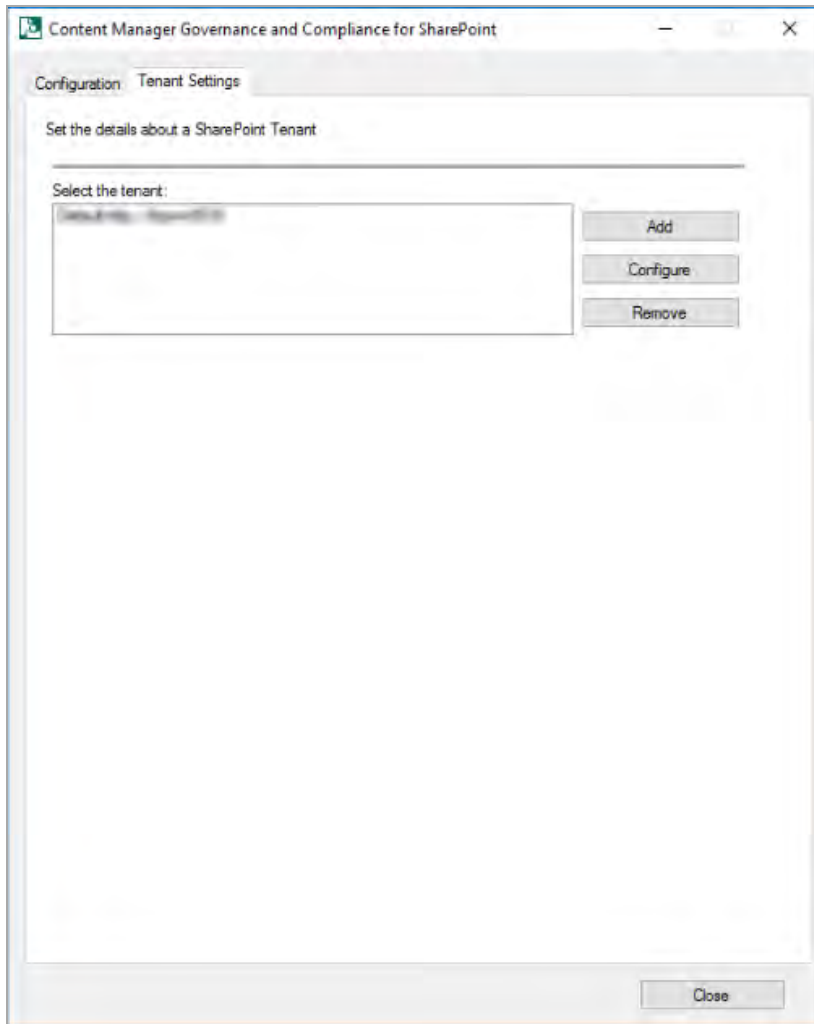 Content Manager Governance and Compliance for SharePoint
Configuration Tenant Settings
Set the details about a SharePoint Tenant
Select the tenant:
Add
Configure
Remove
Close